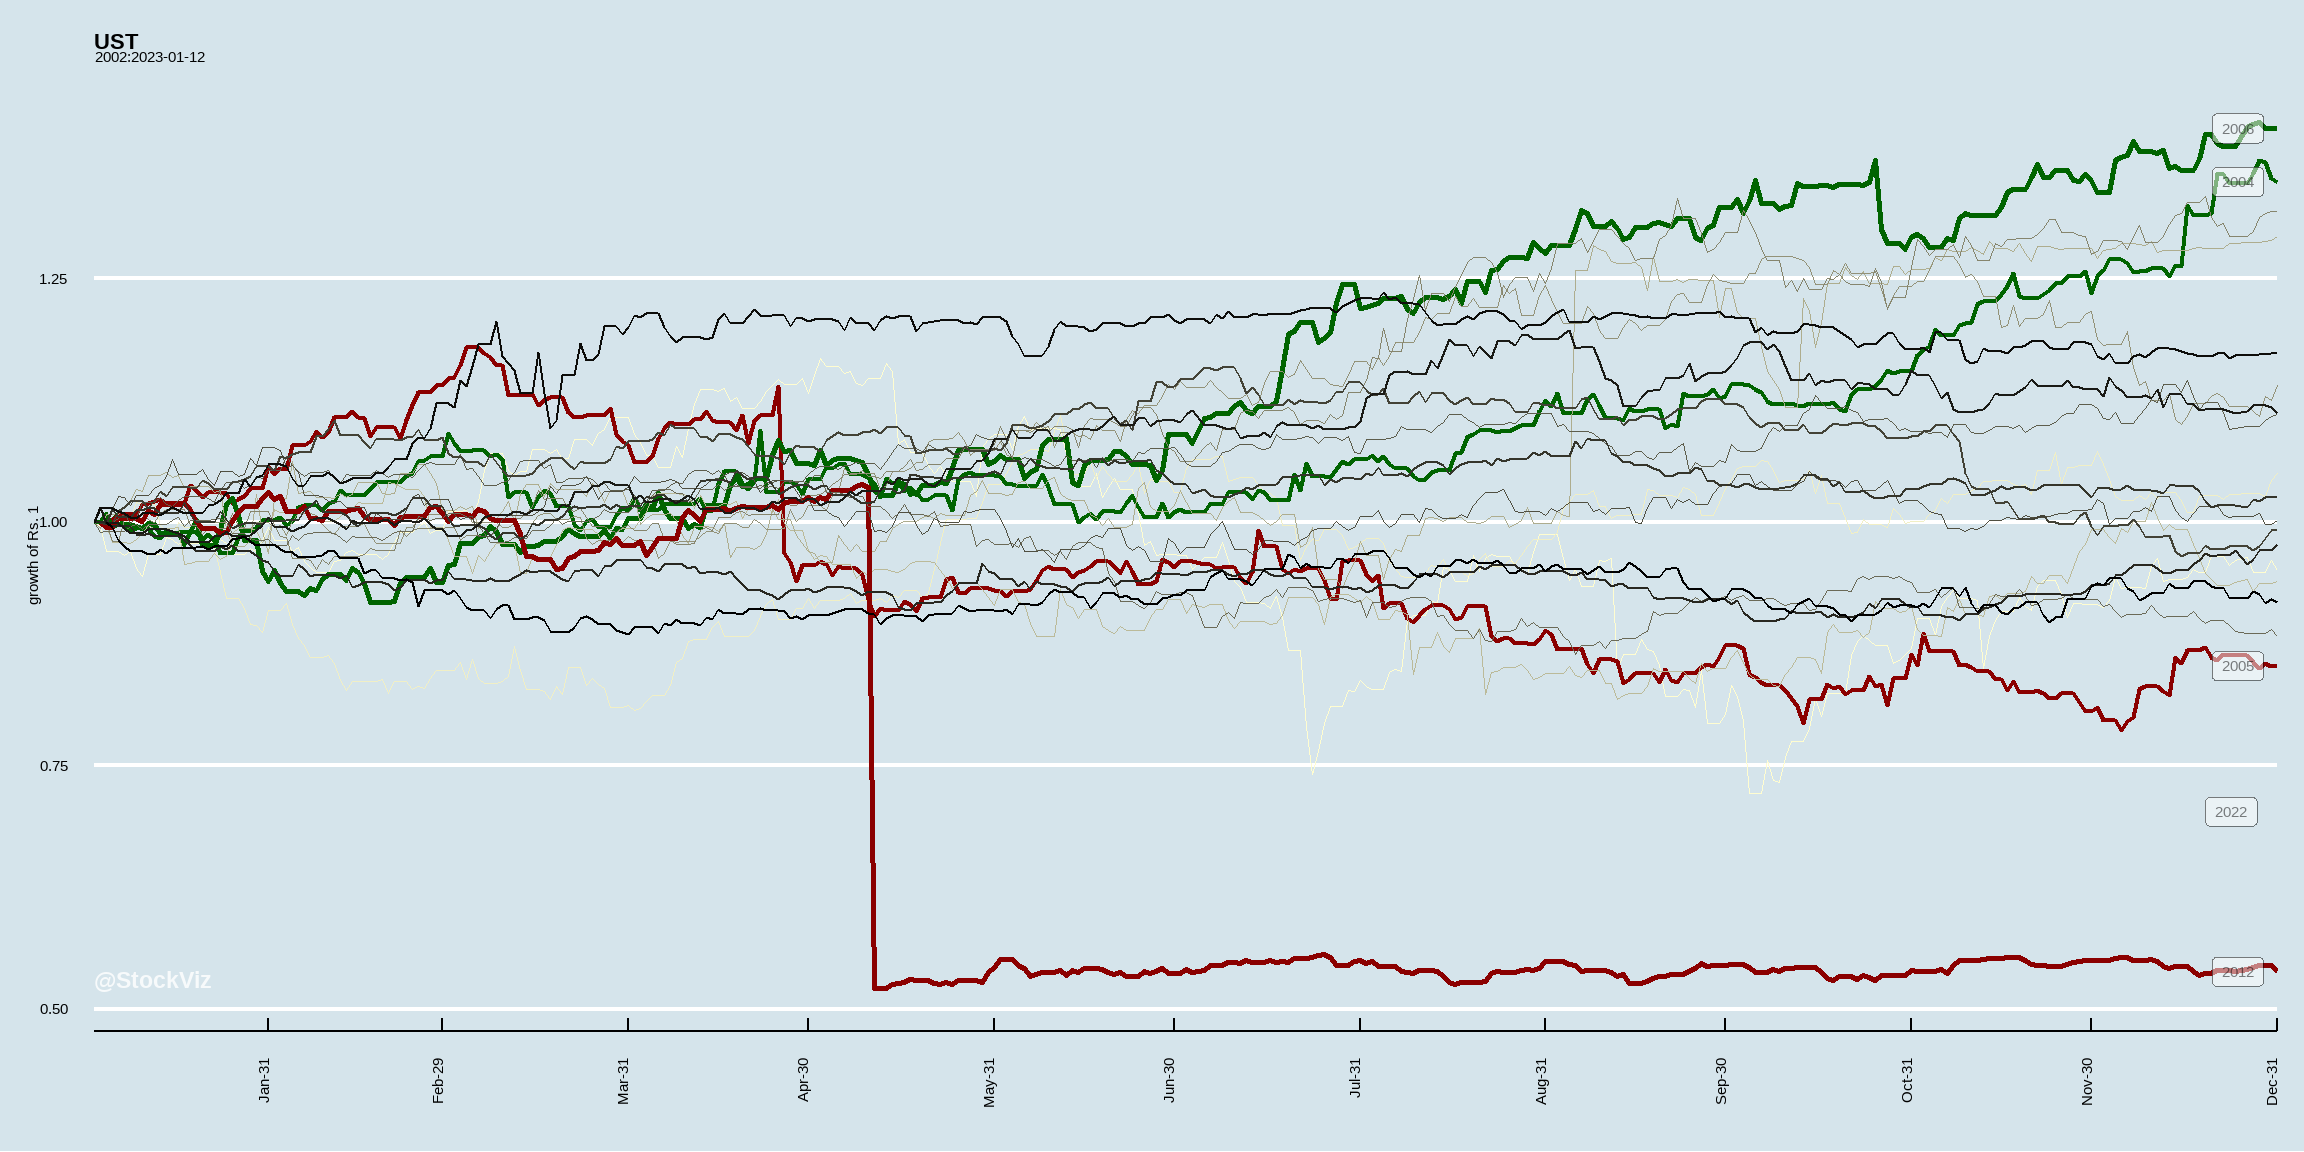 UST
2002:2023-01-12
growth of Rs. 1
1.25
1.00
0.75
0.50
2006
2004
2005
2022
2012
@StockViz
Jan-31
Feb-29
Mar-31
Apr-30
May-31
Jun-30
Jul-31
Aug-31
Sep-30
Oct-31
Nov-30
Dec-31